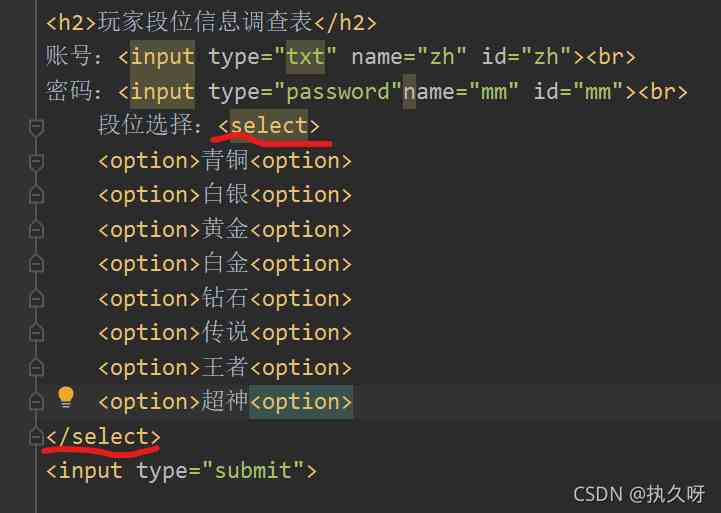 <h2>玩家段位信息调查表</h2>
账号：<input type="txt" name="zh" id="zh"><br>
密码：<input type="password"name="mm" id="mm"><br>
段位选择：<select>
<option>青铜<option>
<option>白银<option>
<option>黄金<option>
<option>白金<option>
<option>钻石<option>
<option>传说<option>
<option>王者<option>
<option>超神<option>
</select>
<input type="submit">
CSDN @执久呀